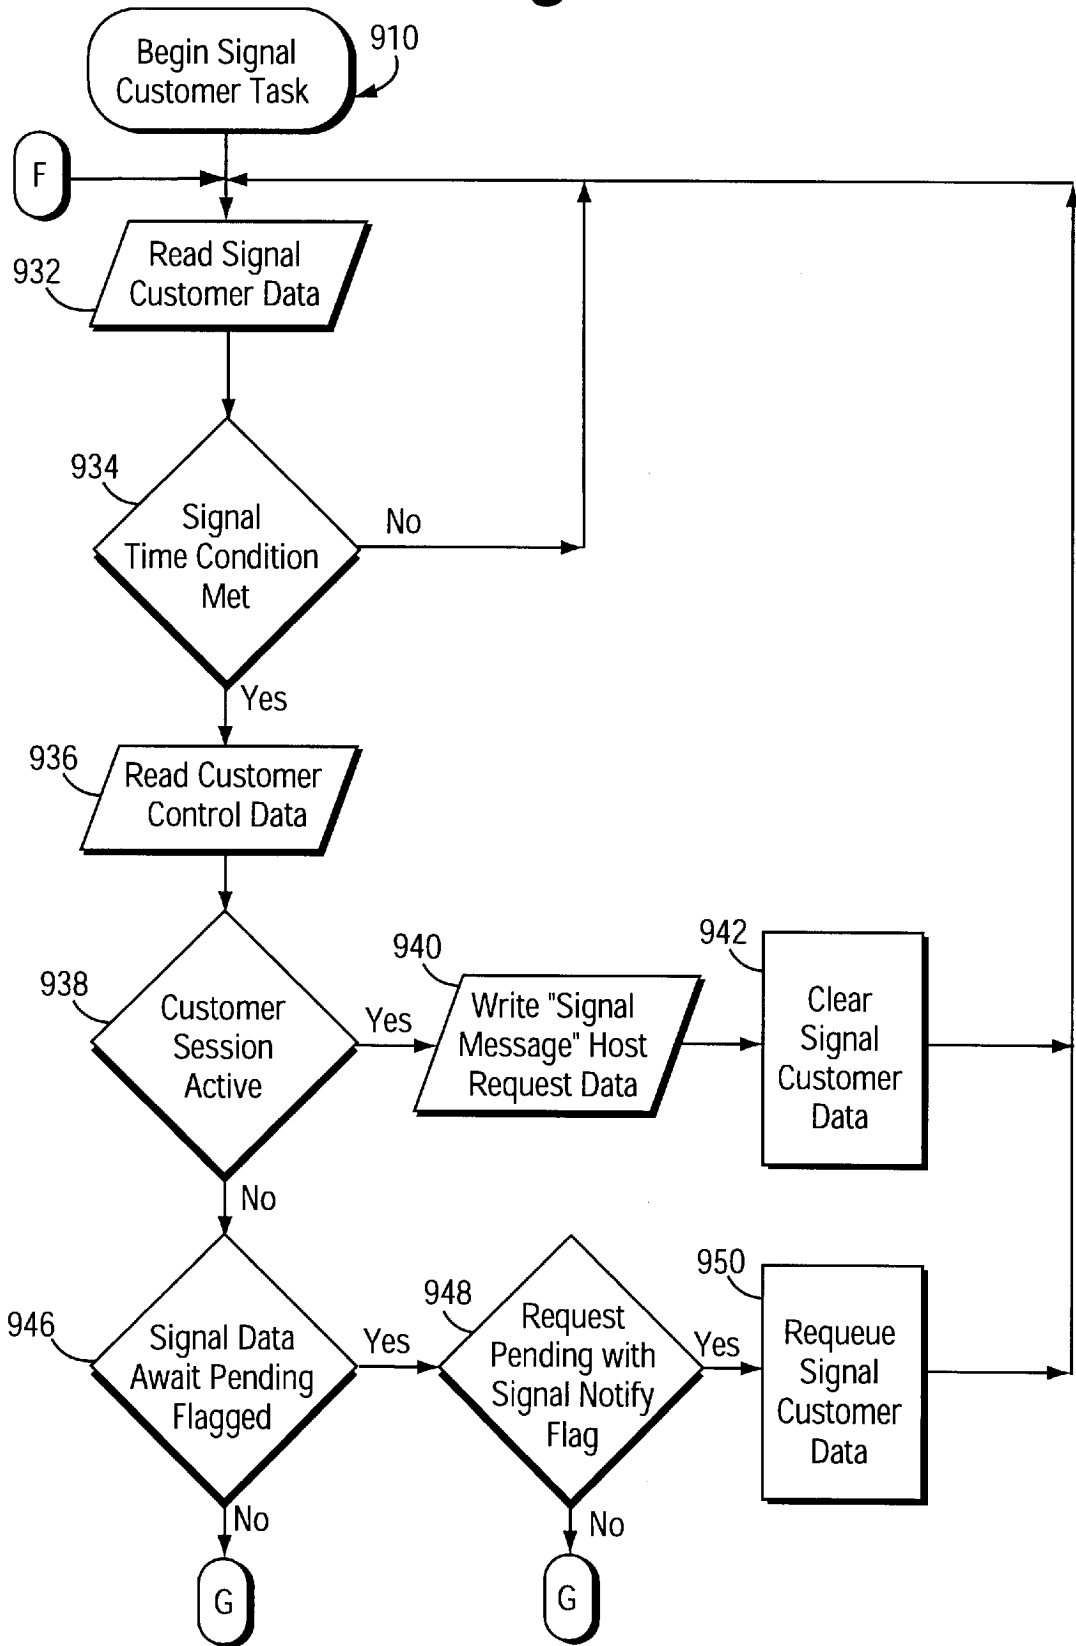 Begin Signal
Customer Task
910
F
Read Signal
Customer Data
932
934
Signal
Time Condition
Met
No
Yes
936
Read Customer
Control Data
938
Customer
Session
Active
Yes
940
Write "Signal
Message" Host
Request Data
942
Clear
Signal
Customer
Data
No
946
Signal Data
Await Pending
Flagged
Yes
948
Request
Pending with
Signal Notify
Flag
Yes
950
Requeue
Signal
Customer
Data
No
No
G
G